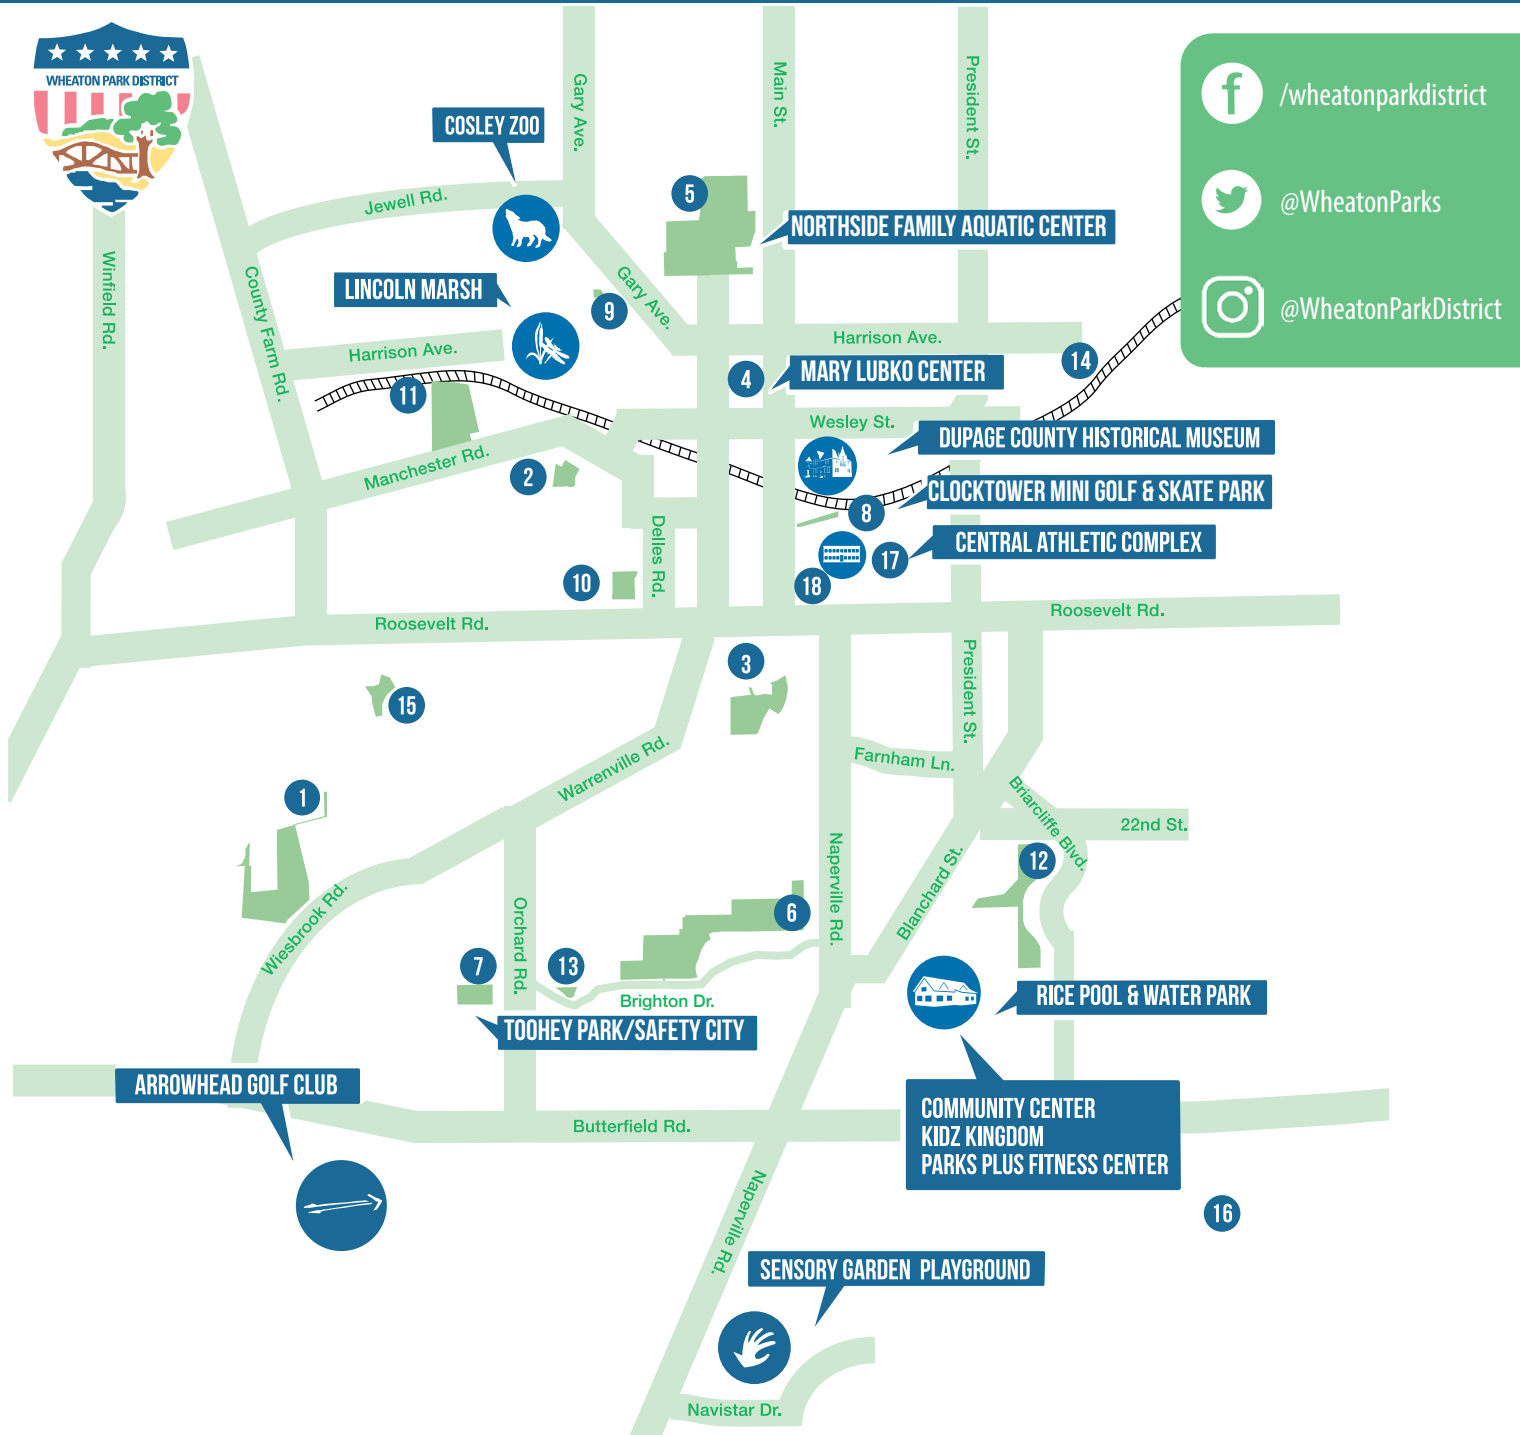 WHEATON PARK DISTRICT
/wheatonparkdistrict
@WheatonParks
@WheatonParkDistrict
Gary Ave.
Main St.
President St.
COSLEY ZOO
Jewell Rd.
5
NORTHSIDE FAMILY AQUATIC CENTER
Winfield Rd.
County Farm Rd.
LINCOLN MARSH
Gary Ave.
9
Harrison Ave.
Harrison Ave.
14
4
MARY LUBKO CENTER
11
Wesley St.
DUPAGE COUNTY HISTORICAL MUSEUM
Manchester Rd.
2
CLOCKTOWER MINI GOLF & SKATE PARK
8
Delles Rd.
CENTRAL ATHLETIC COMPLEX
17
10
18
Roosevelt Rd.
Roosevelt Rd.
3
President St.
15
Warrenville Rd.
Farnham Ln.
1
Briarcliffe Blvd.
22nd St.
12
Naperville Rd.
Blanchard St.
Wiesbrook Rd.
Orchard Rd.
6
7
13
Brighton Dr.
RICE POOL & WATER PARK
TOOHEY PARK/SAFETY CITY
ARROWHEAD GOLF CLUB
COMMUNITY CENTER
KIDZ KINGDOM
PARKS PLUS FITNESS CENTER
Butterfield Rd.
Naperville Rd.
16
SENSORY GARDEN PLAYGROUND
Navistar Dr.